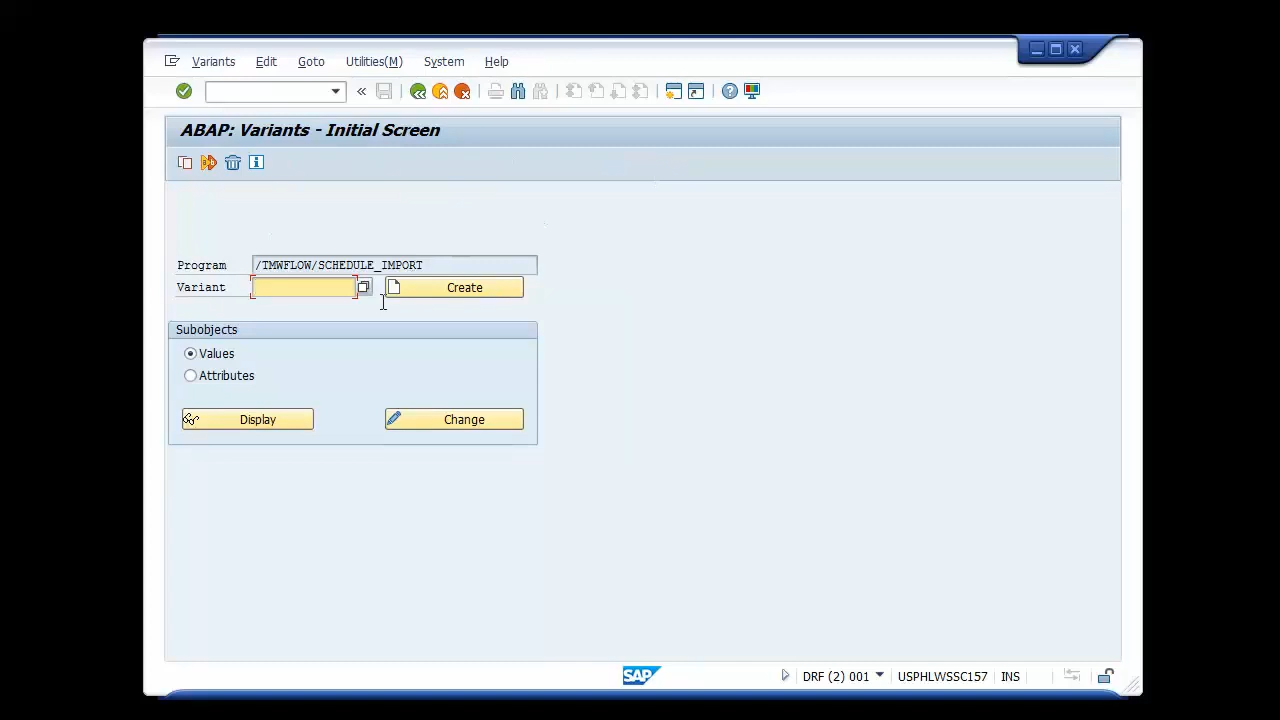 Variants Edit Goto Utilities(M) System Help
ABAP: Variants - Initial Screen
Program /TMWFLOW/SCHEDULE_IMPORT
Variant Create
Subobjects
Values
Attributes
Display Change
SAP DRF (2) 001 USPHLWSSC157 INS